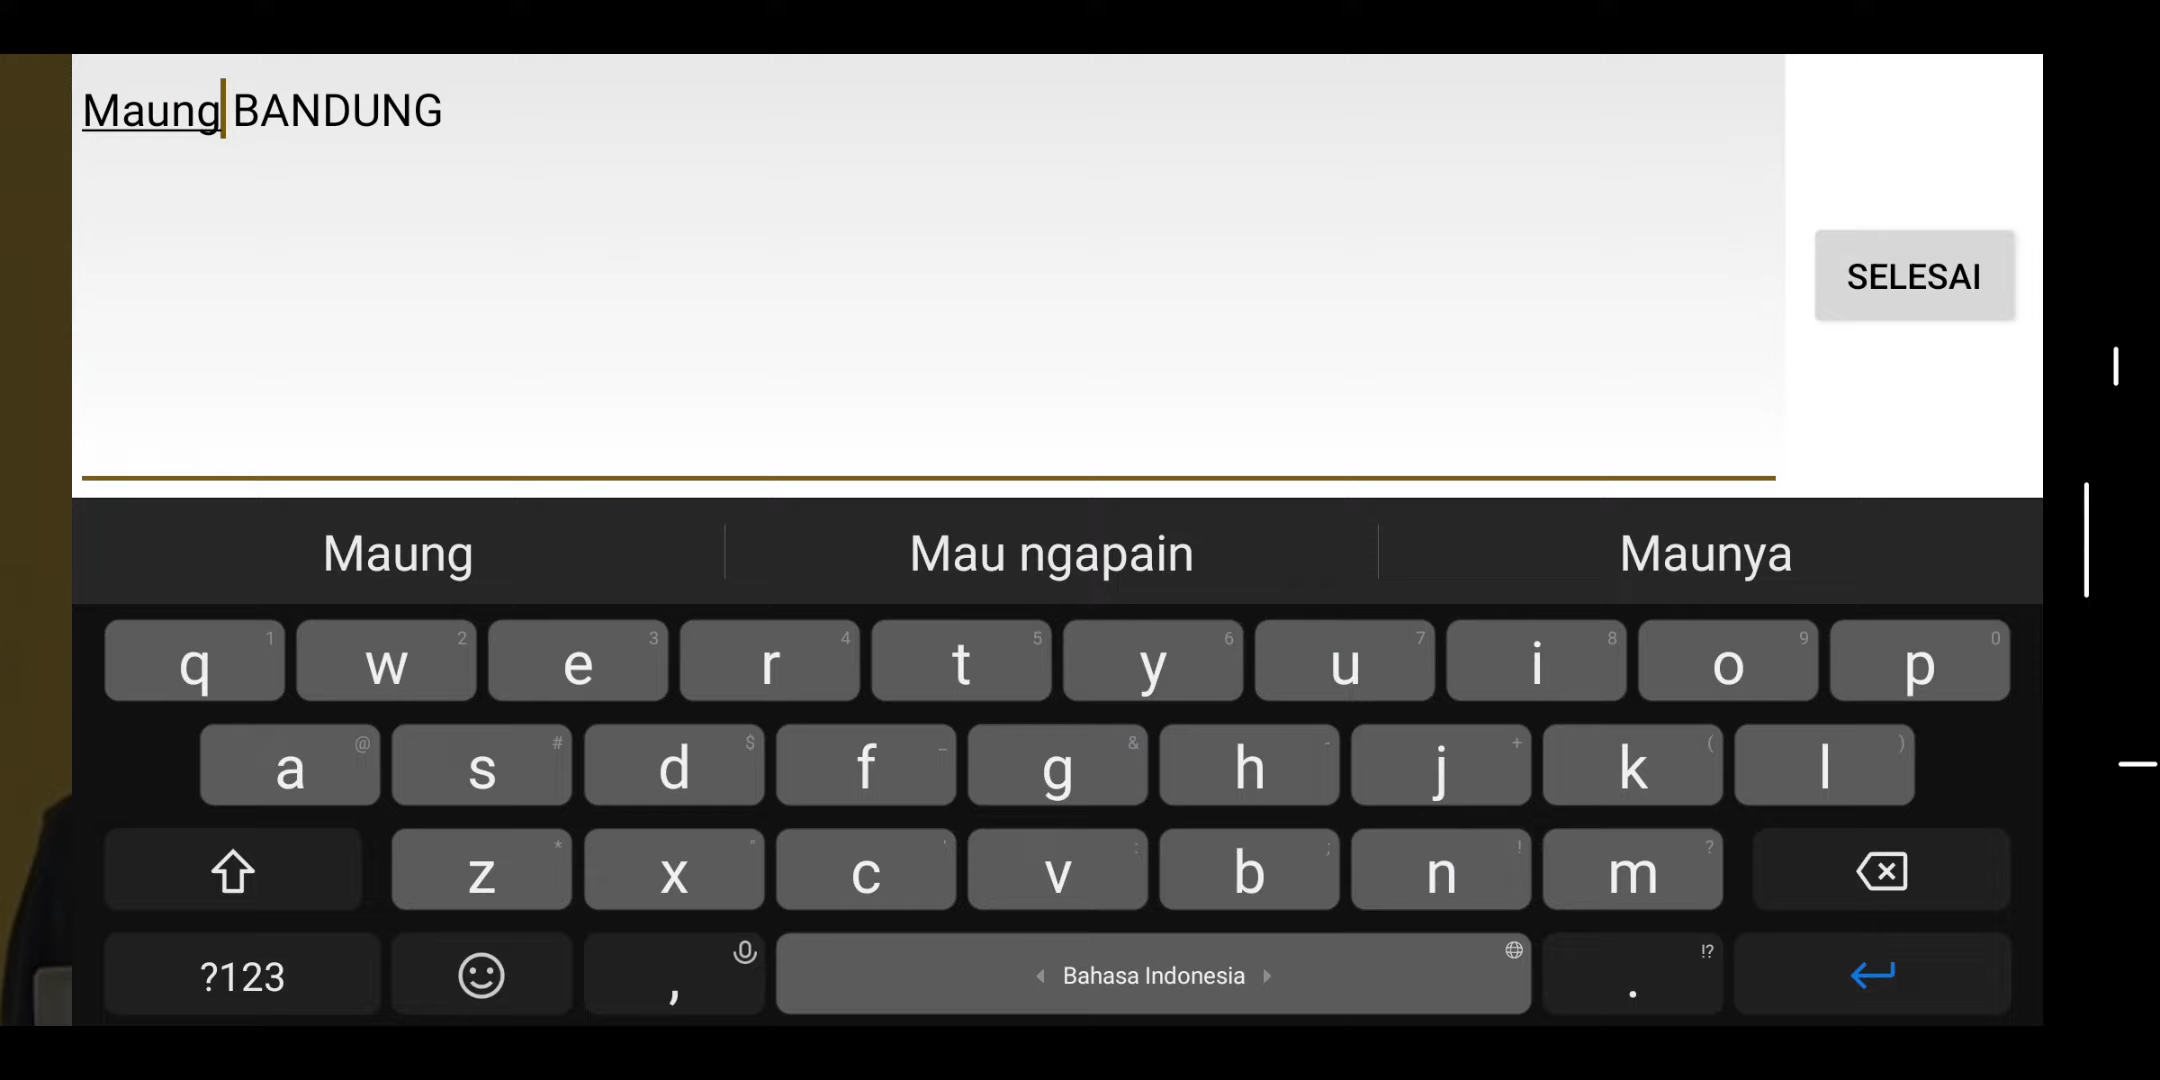 Maung BANDUNG
SELESAI
Maung Mau ngapain Maunya
q 1 w 2 e 3 r 4 t 5 y 6 u 7 i 8 o 9 p 0
a @ s # d $ f _ g & h - j + k ( l )
z * x " c ' v : b ; n ! m ?
?123 , Bahasa Indonesia . !?